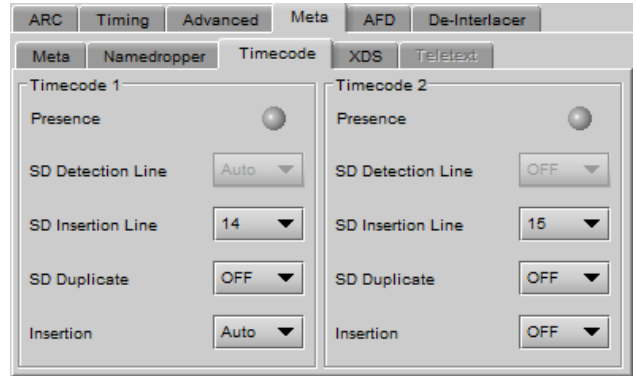 ARC Timing Advanced Meta AFD De-Interlacer
Meta Namedropper Timecode XDS Teletext
Timecode 1
Presence
SD Detection Line Auto
SD Insertion Line 14
SD Duplicate OFF
Insertion Auto
Timecode 2
Presence
SD Detection Line OFF
SD Insertion Line 15
SD Duplicate OFF
Insertion OFF